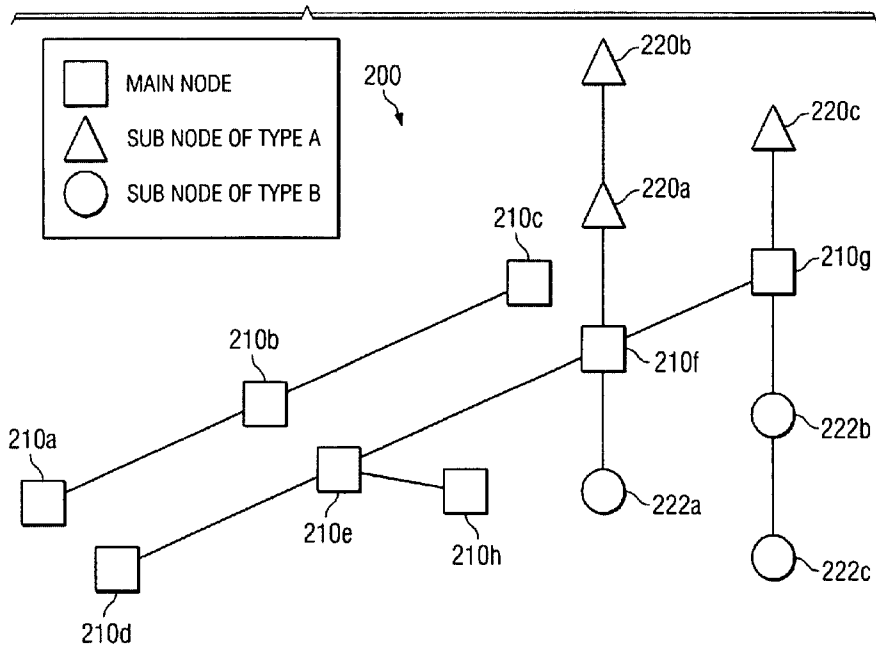 MAIN NODE
SUB NODE OF TYPE A
SUB NODE OF TYPE B
200
220b
220c
220a
210c
210g
210b
210f
210a
222b
222a
210e
210h
222c
210d